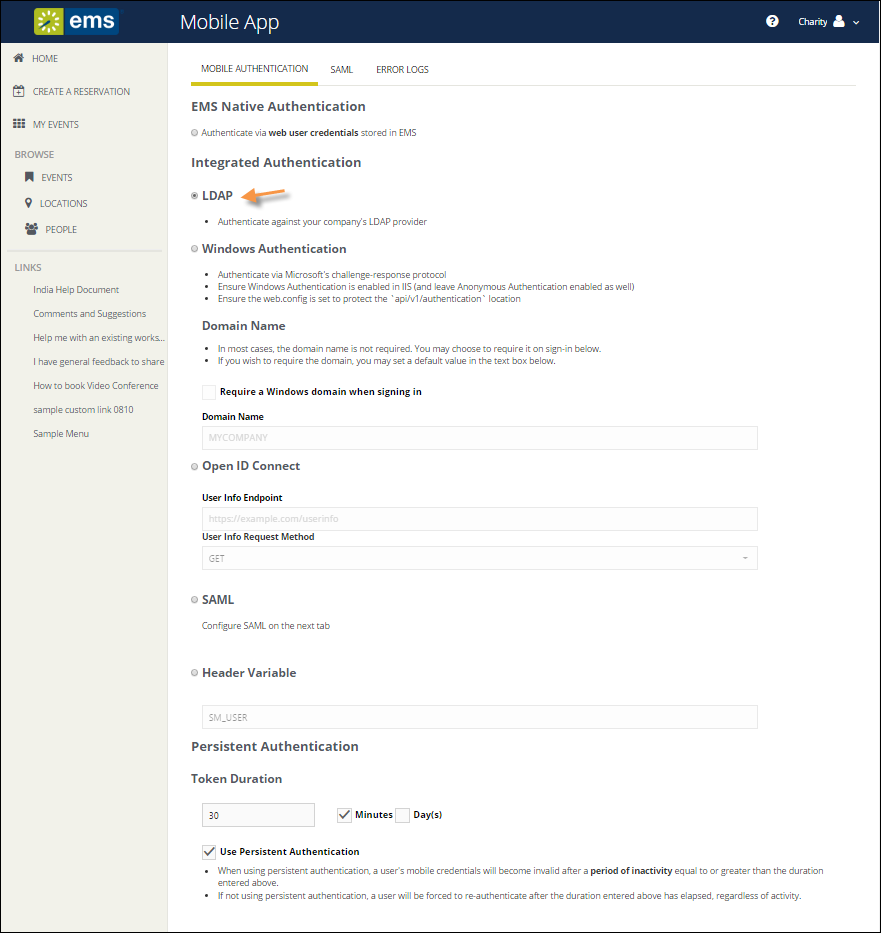 ems
Mobile App
Charity
HOME
CREATE A RESERVATION
MY EVENTS
BROWSE
EVENTS
LOCATIONS
PEOPLE
LINKS
India Help Document
Comments and Suggestions
Help me with an existing works...
I have general feedback to share
How to book Video Conference
sample custom link 0810
Sample Menu
MOBILE AUTHENTICATION
SAML
ERROR LOGS
EMS Native Authentication
Authenticate via web user credentials stored in EMS
Integrated Authentication
LDAP
Authenticate against your company's LDAP provider
Windows Authentication
Authenticate via Microsoft's challenge-response protocol
Ensure Windows Authentication is enabled in IIS (and leave Anonymous Authentication enabled as well)
Ensure the web.config is set to protect the `api/v1/authentication` location
Domain Name
In most cases, the domain name is not required. You may choose to require it on sign-in below.
If you wish to require the domain, you may set a default value in the text box below.
Require a Windows domain when signing in
Domain Name
MYCOMPANY
Open ID Connect
User Info Endpoint
https://example.com/userinfo
User Info Request Method
GET
SAML
Configure SAML on the next tab
Header Variable
SM_USER
Persistent Authentication
Token Duration
30
Minutes
Day(s)
Use Persistent Authentication
When using persistent authentication, a user's mobile credentials will become invalid after a period of inactivity equal to or greater than the duration
entered above.
If not using persistent authentication, a user will be forced to re-authenticate after the duration entered above has elapsed, regardless of activity.